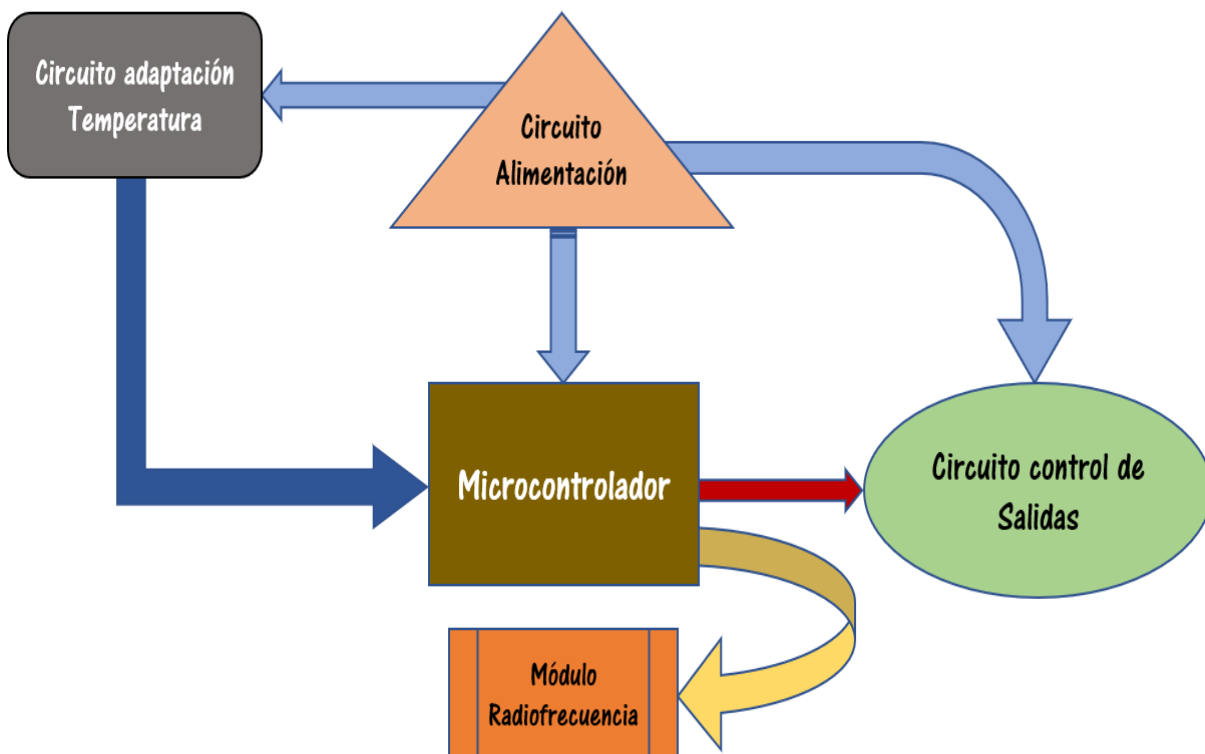 Circuito adaptación
Temperatura
Circuito
Alimentación
Microcontrolador
Circuito control de
Salidas
Módulo
Radiofrecuencia